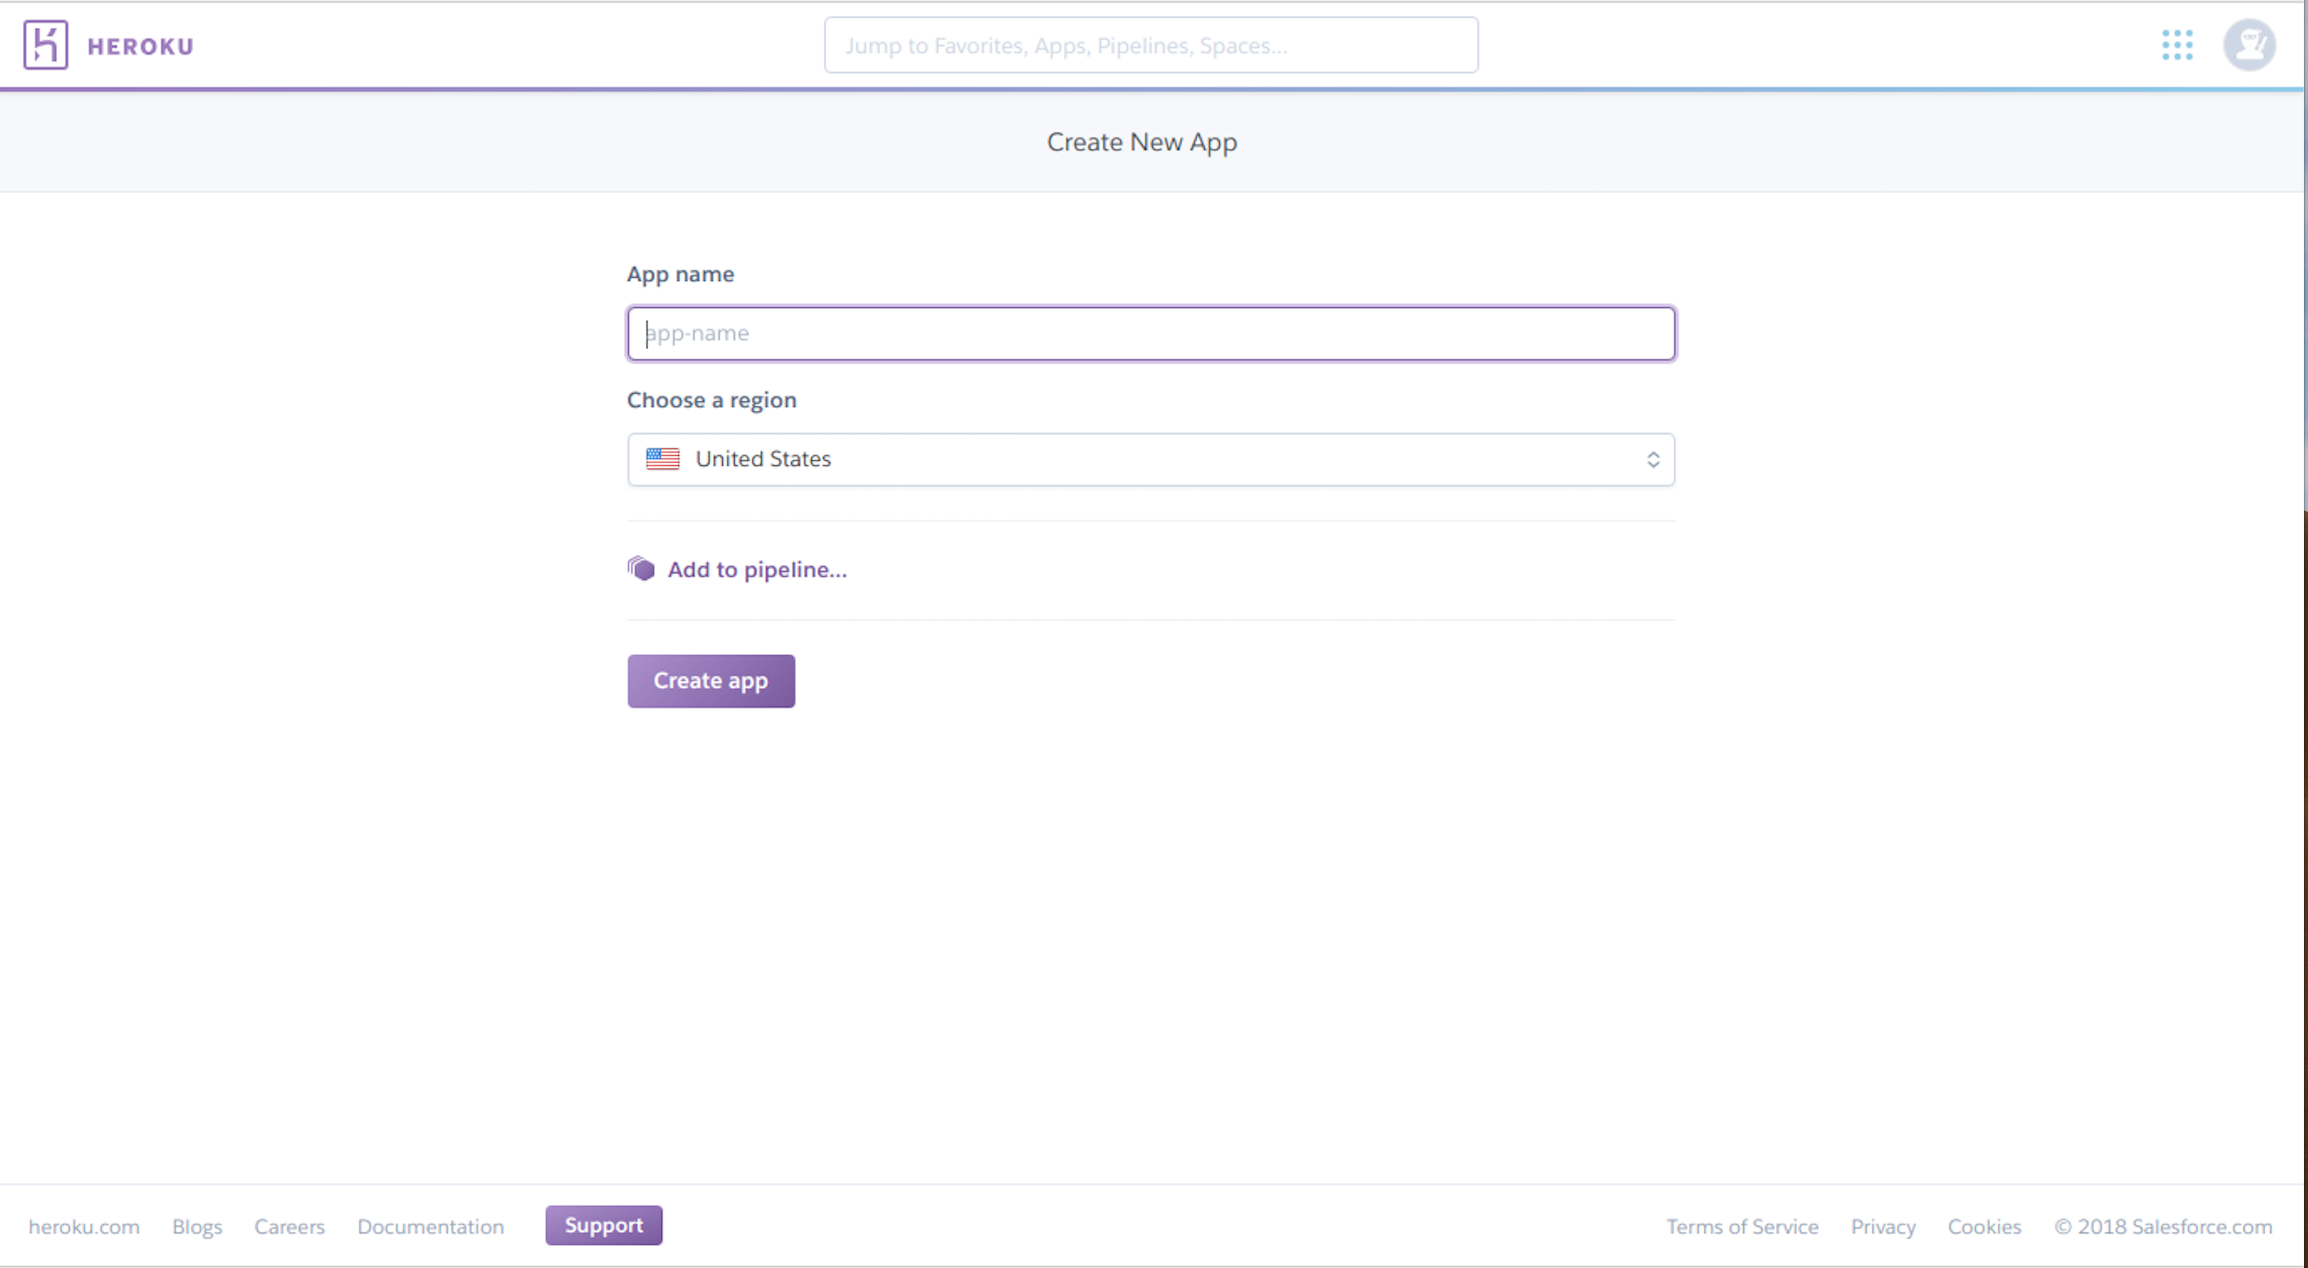 HEROKU
Jump to Favorites, Apps, Pipelines, Spaces...
Create New App
App name
app-name
Choose a region
United States
Add to pipeline...
Create app
heroku.com Blogs Careers Documentation Support Terms of Service Privacy Cookies © 2018 Salesforce.com